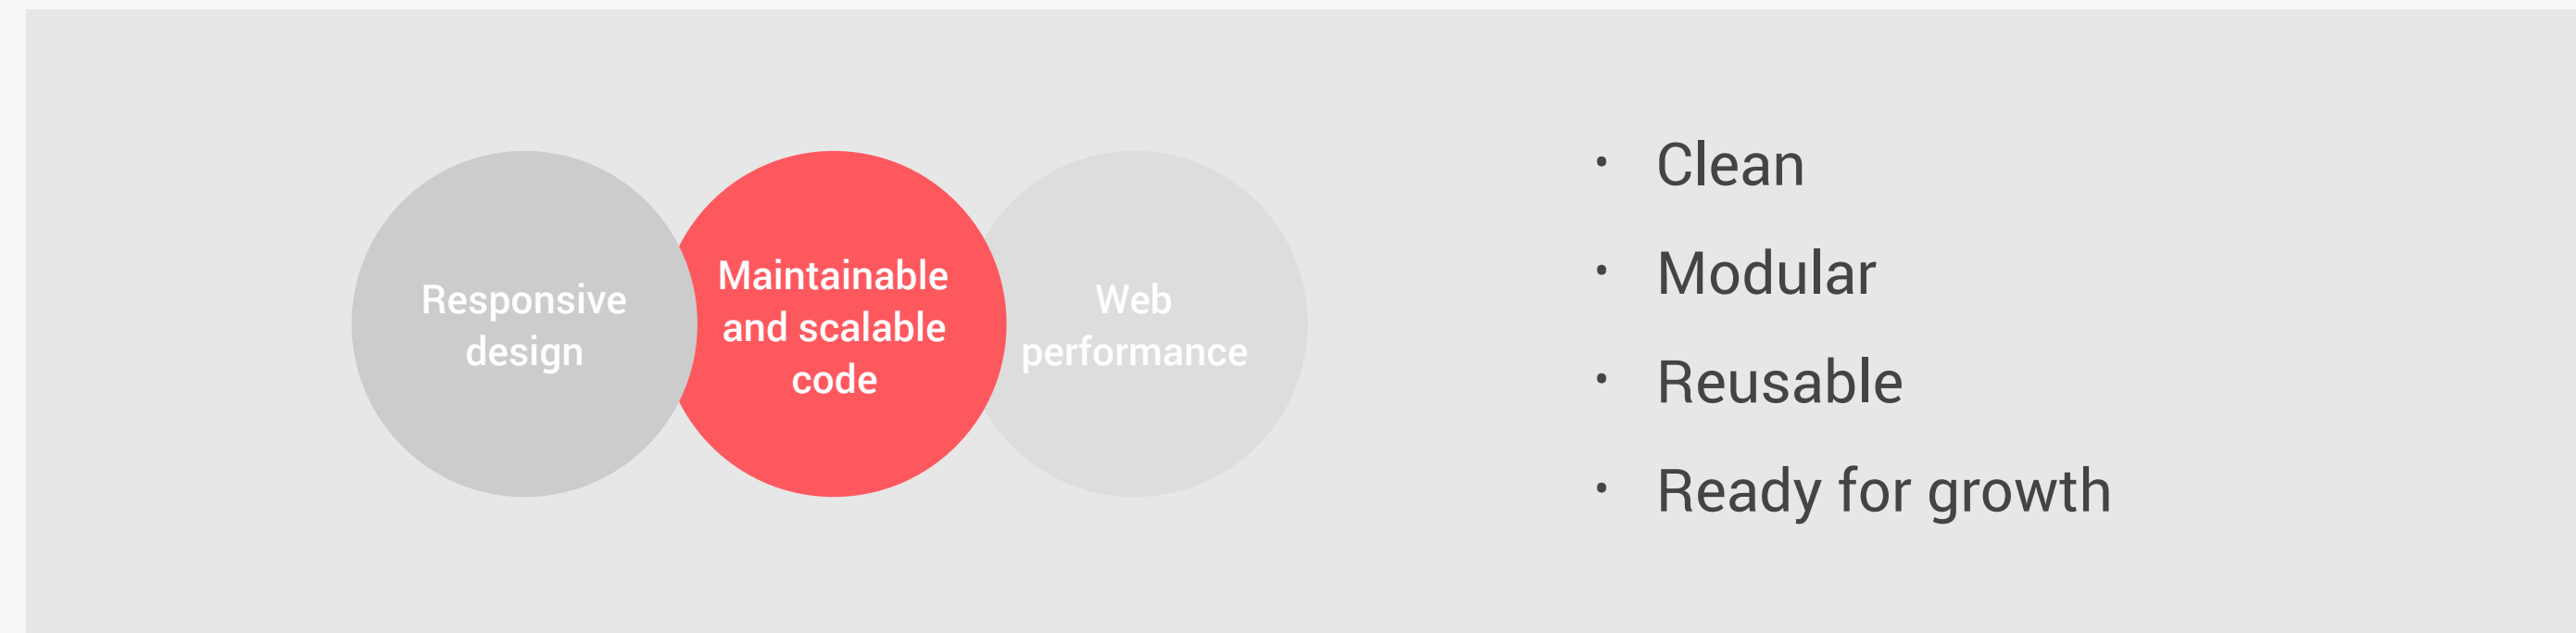 Responsive
design
Maintainable
and scalable
code
Web
performance
• Clean
• Modular
• Reusable
• Ready for growth